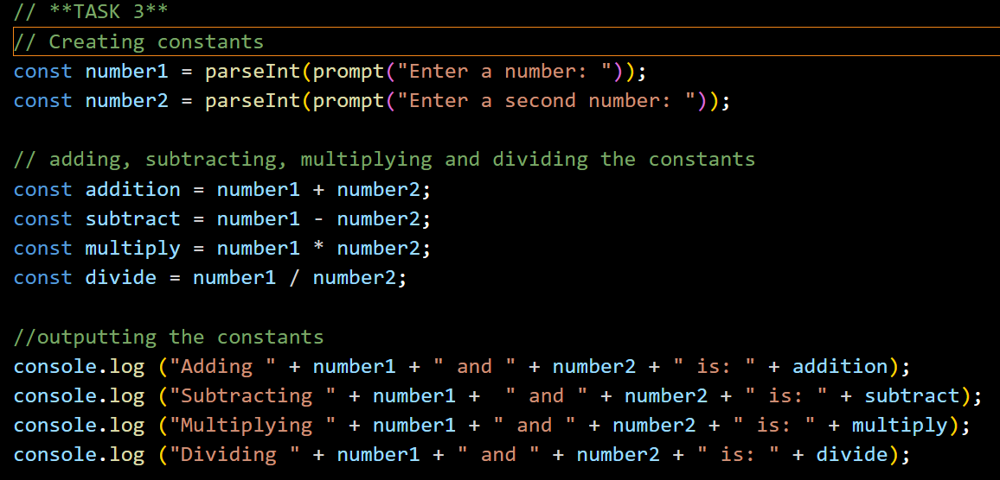 // **TASK 3**
// Creating constants
const number1 = parseInt(prompt("Enter a number: "));
const number2 = parseInt(prompt("Enter a second number: "));
// adding, subtracting, multiplying and dividing the constants
const addition = number1 + number2;
const subtract = number1 - number2;
const multiply = number1 * number2;
const divide = number1 / number2;
//outputting the constants
console.log ("Adding " + number1 + " and " + number2 + " is: " + addition);
console.log ("Subtracting " + number1 +  " and " + number2 + " is: " + subtract);
console.log ("Multiplying " + number1 + " and " + number2 + " is: " + multiply);
console.log ("Dividing " + number1 + " and " + number2 + " is: " + divide);